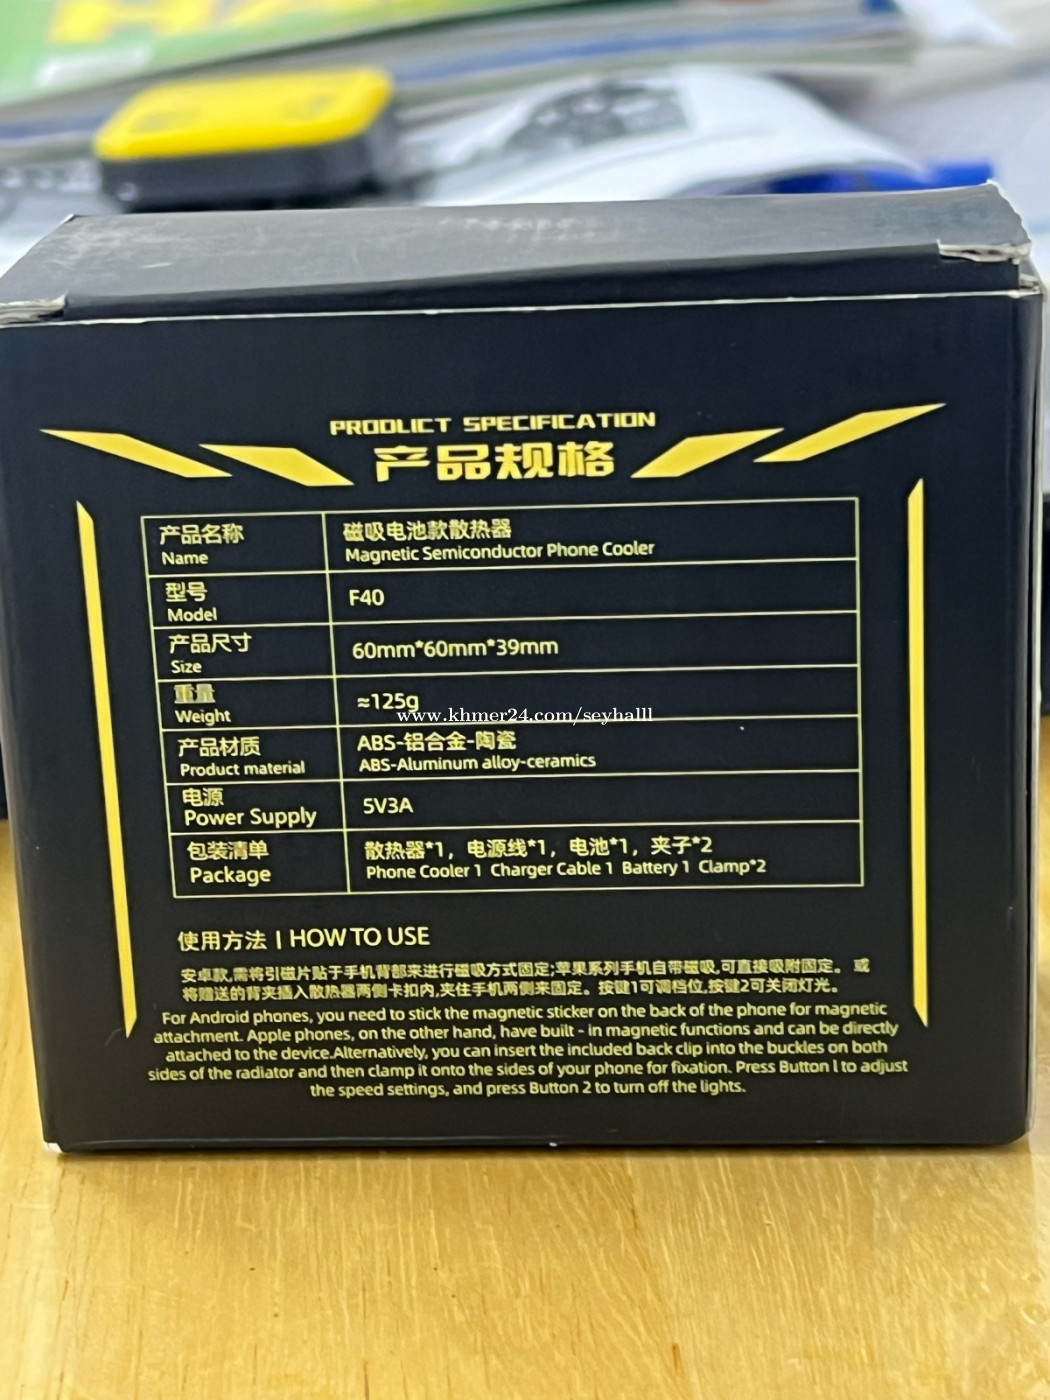 PRODUCT SPECIFICATION
产品规格
产品名称
Name
磁吸电池款散热器
Magnetic Semiconductor Phone Cooler
型号
Model
F40
产品尺寸
Size
60mm*60mm*39mm
重量
Weight
≈125g
www.khmer24.com/seyhalll
产品材质
Product material
ABS-铝合金-陶瓷
ABS-Aluminum alloy-ceramics
电源
Power Supply
5V3A
包装清单
Package
散热器*1，电源线*1，电池*1，夹子*2
Phone Cooler 1 Charger Cable 1 Battery 1 Clamp*2
使用方法 | HOW TO USE
安卓款,需将引磁片贴于手机背部来进行磁吸方式固定;苹果系列手机自带磁吸,可直接吸附固定。 或
将赠送的背夹插入散热器两侧卡扣内,夹住手机两侧来固定。按键1可调档位,按键2可关闭灯光。
For Android phones, you need to stick the magnetic sticker on the back of the phone for magnetic
attachment. Apple phones, on the other hand, have built - in magnetic functions and can be directly
attached to the device.Alternatively, you can insert the included back clip into the buckles on both
sides of the radiator and then clamp it onto the sides of your phone for fixation. Press Button l to adjust
the speed settings, and press Button 2 to turn off the lights.